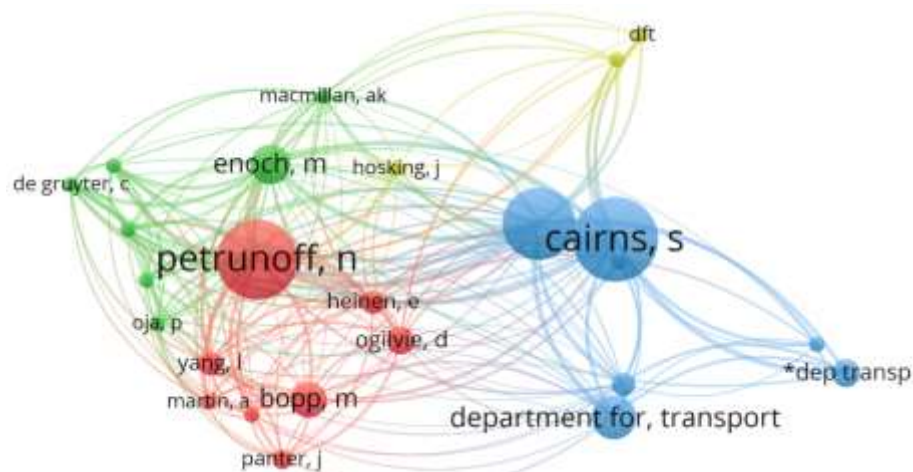 dft
macmillan, ak
enoch, m
hosking, j
de gruyter, c
cairns, s
petrunoff, n
heinen, e
oja, p
ogilvie, d
yang, l
*dep transp
martin, a
bopp, m
department for, transport
panter, j